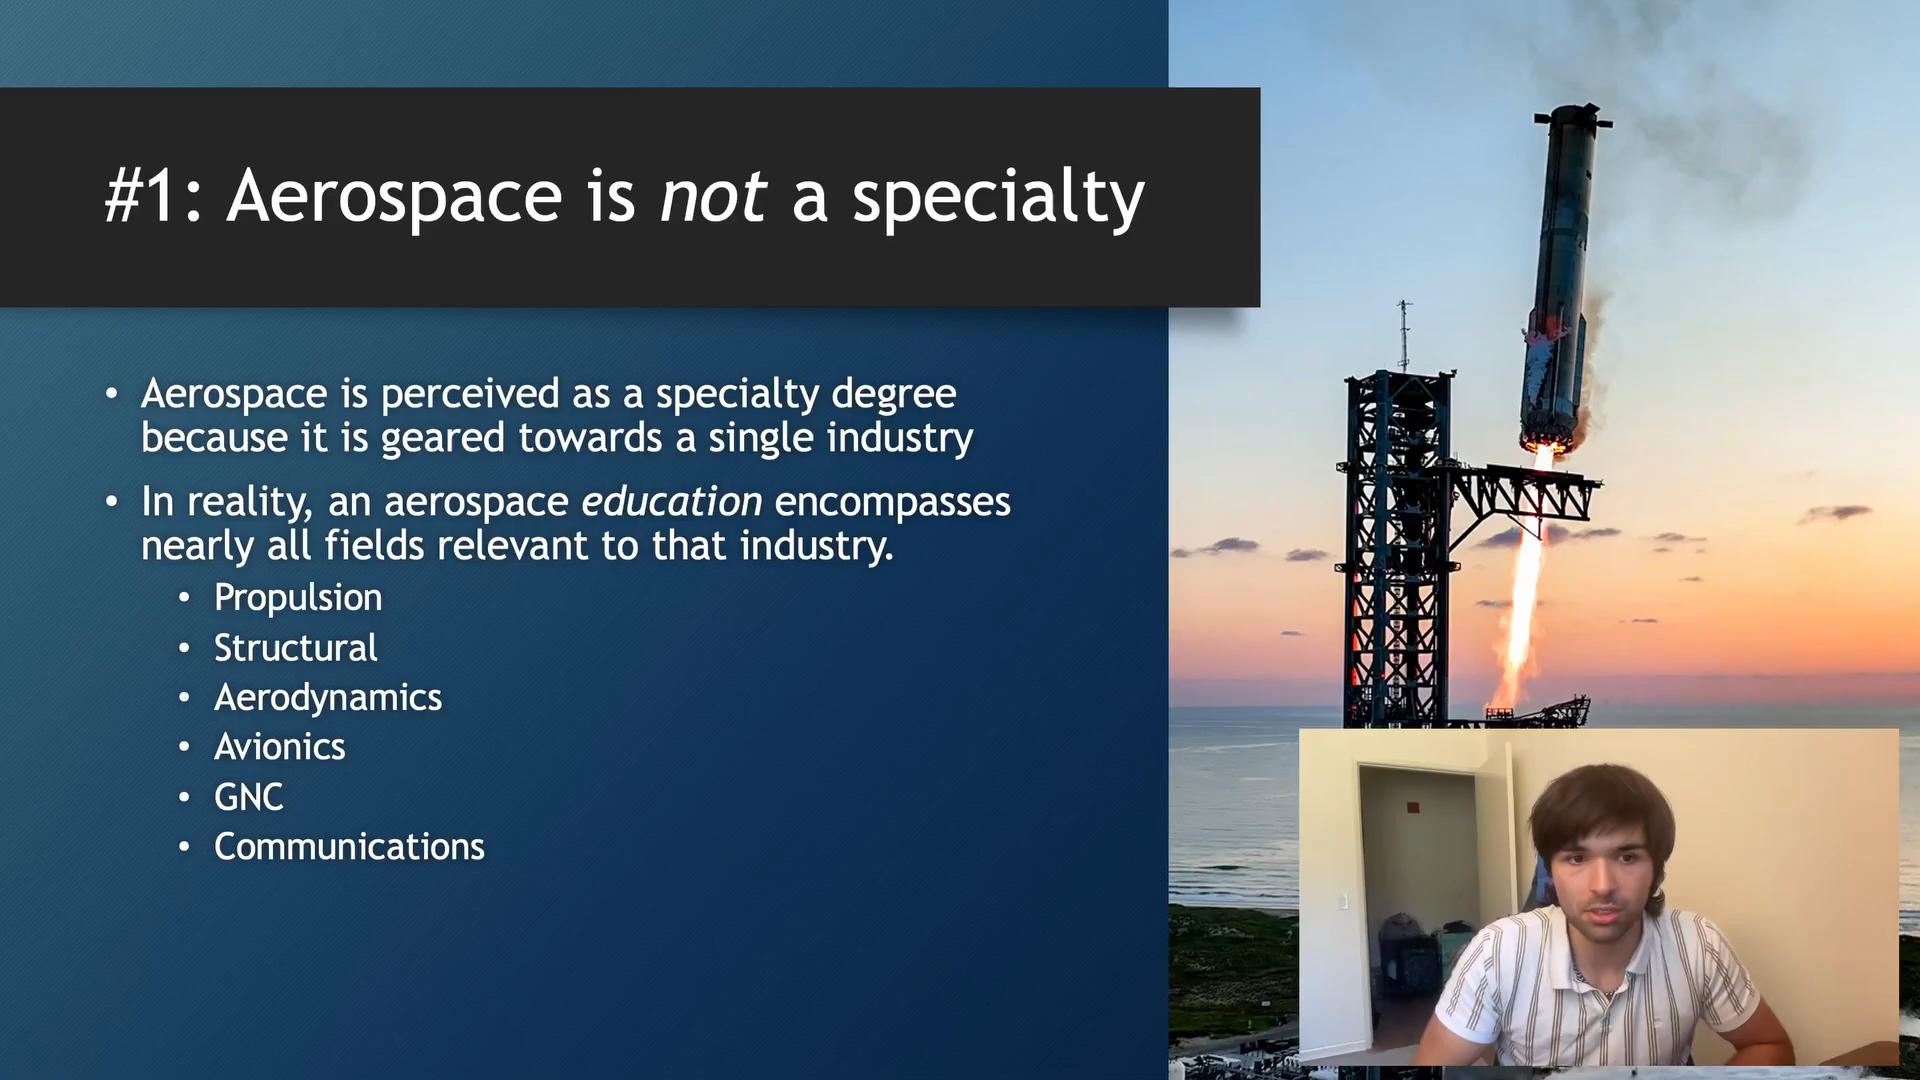 #1: Aerospace is not a specialty
• Aerospace is perceived as a specialty degree
because it is geared towards a single industry
• In reality, an aerospace education encompasses
nearly all fields relevant to that industry.
• Propulsion
• Structural
• Aerodynamics
• Avionics
• GNC
• Communications